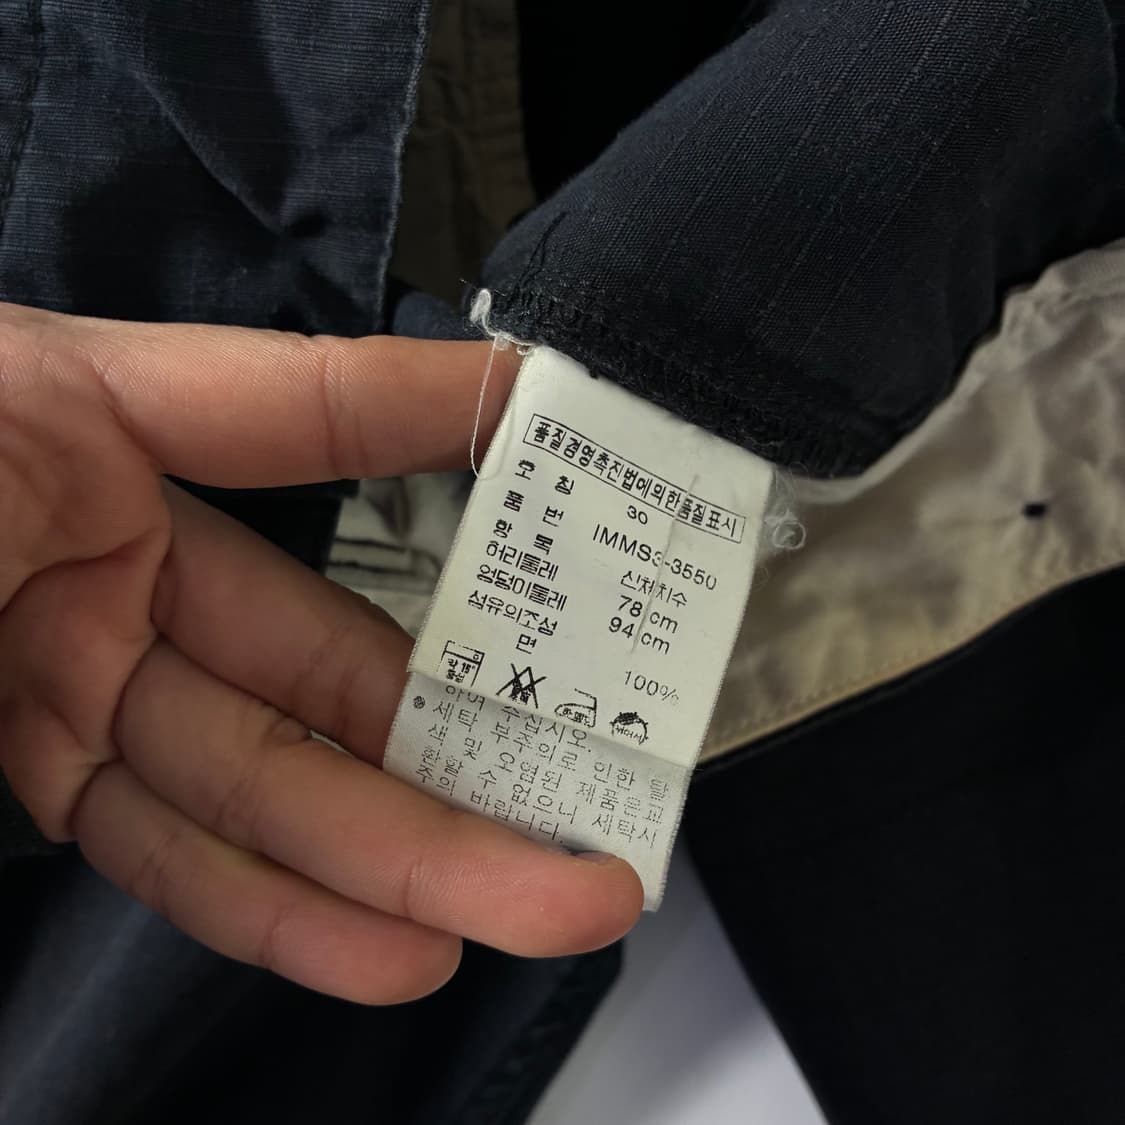 품질경영촉진법에의한품질표시
호 칭 30
품 번 IMMS3-3550
항 목 신체치수
허리둘레 78 cm
엉덩이둘레 94 cm
섬유의조성
면 100%
하여 주십시오.
세탁 부주의로 인한 탈
색 및 오염된 제품은 교
환할 수 없으니 세탁시
주의 바랍니다.